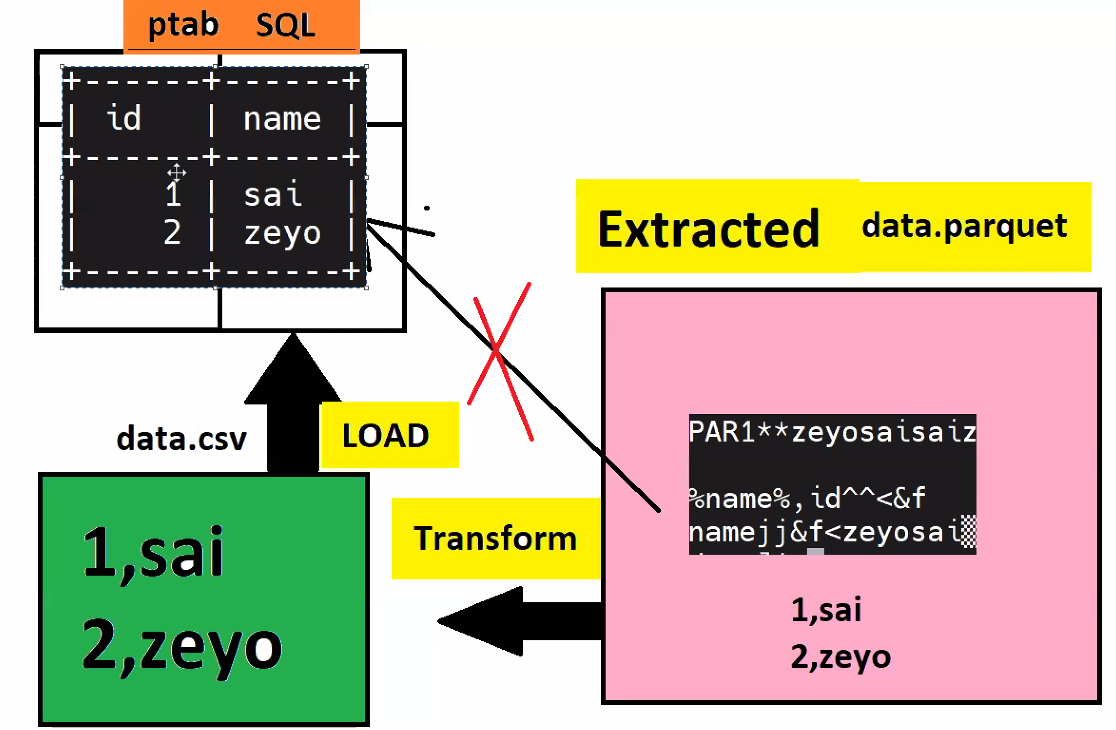 ptab SQL
+------+------+
| id | name |
+------+------+
| 1 | sai |
| 2 | zeyo |
+------+------+
Extracted data.parquet
PAR1**zeyosaisaiz
%name%,id^^<&f
namejj&f<zeyosai
1,sai
2,zeyo
Transform
data.csv LOAD
1,sai
2,zeyo